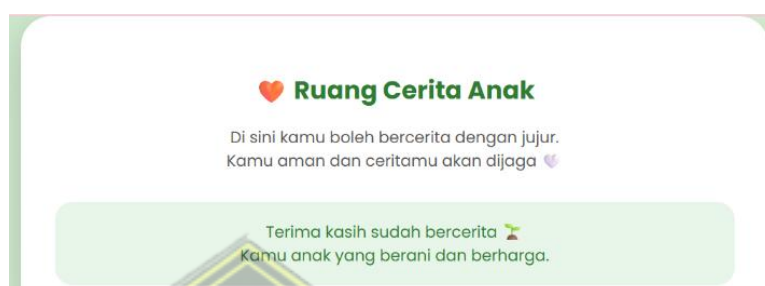 ❤️ Ruang Cerita Anak
Di sini kamu boleh bercerita dengan jujur.
Kamu aman dan ceritamu akan dijaga 🤍
Terima kasih sudah bercerita 🌱
Kamu anak yang berani dan berharga.